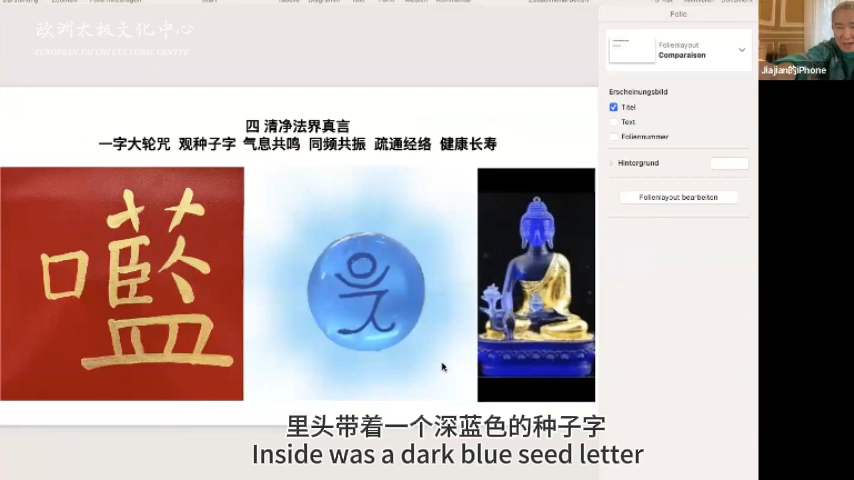 欧洲太极文化中心
EUROPEAN TAI CHI CULTURAL CENTER
Folie
Folienlayout
Comparaison
Jiajian的iPhone
Erscheinungsbild
Titel
Text
Foliennummer
Hintergrund
Folienlayout bearbeiten
四 清净法界真言
一字大轮咒 观种子字 气息共鸣 同频共振 疏通经络 健康长寿
里头带着一个深蓝色的种子字
Inside was a dark blue seed letter